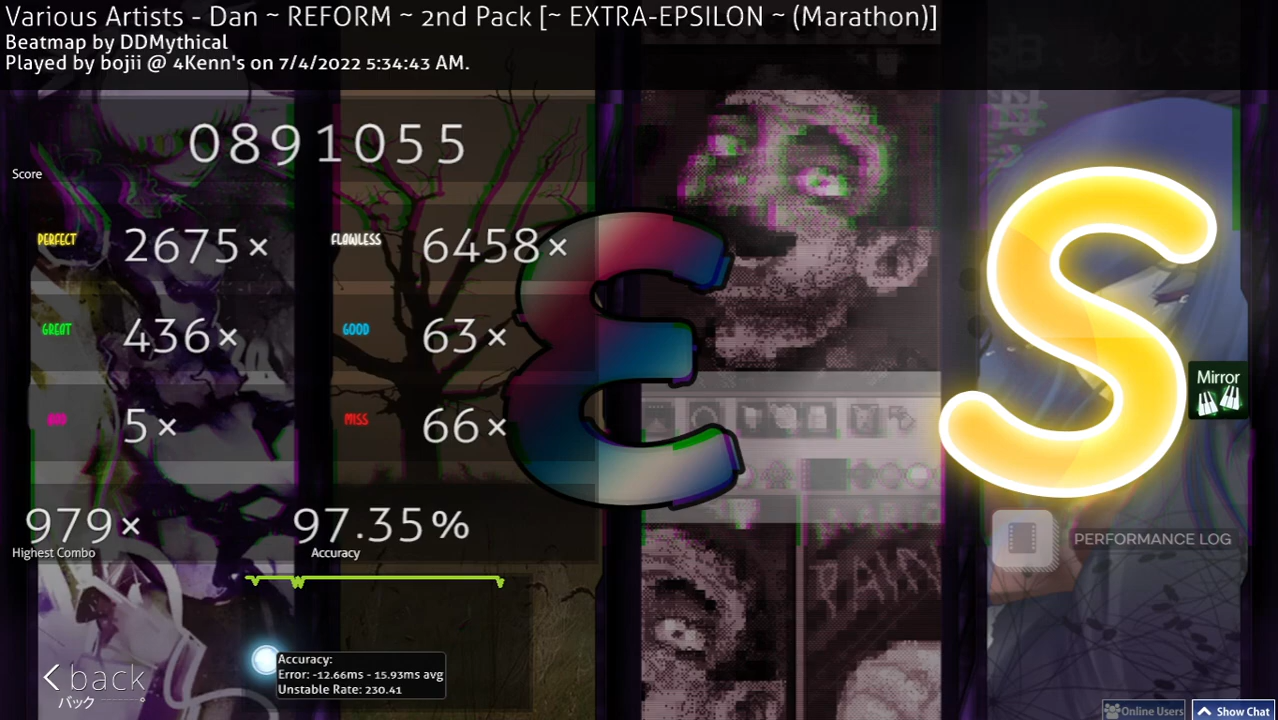 Various Artists - Dan ~ REFORM ~ 2nd Pack [~ EXTRA-EPSILON ~ (Marathon)]
Beatmap by DDMythical
Played by bojii @ 4Kenn's on 7/4/2022 5:34:43 AM.
Score 0891055
PERFECT 2675× FLAWLESS 6458×
GREAT 436× GOOD 63×
BAD 5× MISS 66×
S
Mirror
979× 97.35%
Highest Combo Accuracy
PERFORMANCE LOG
Accuracy:
Error: -12.66ms - 15.93ms avg
Unstable Rate: 230.41
back
バック
Online Users Show Chat